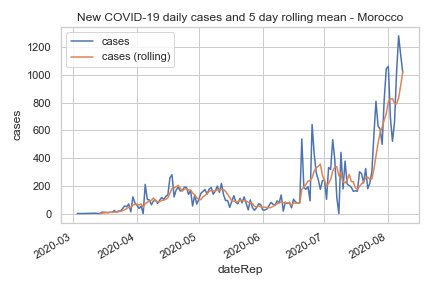 New COVID-19 daily cases and 5 day rolling mean - Morocco
cases
cases (rolling)
1200
1000
800
600
400
200
0
cases
2020-03
2020-04
2020-05
2020-06
2020-07
2020-08
dateRep